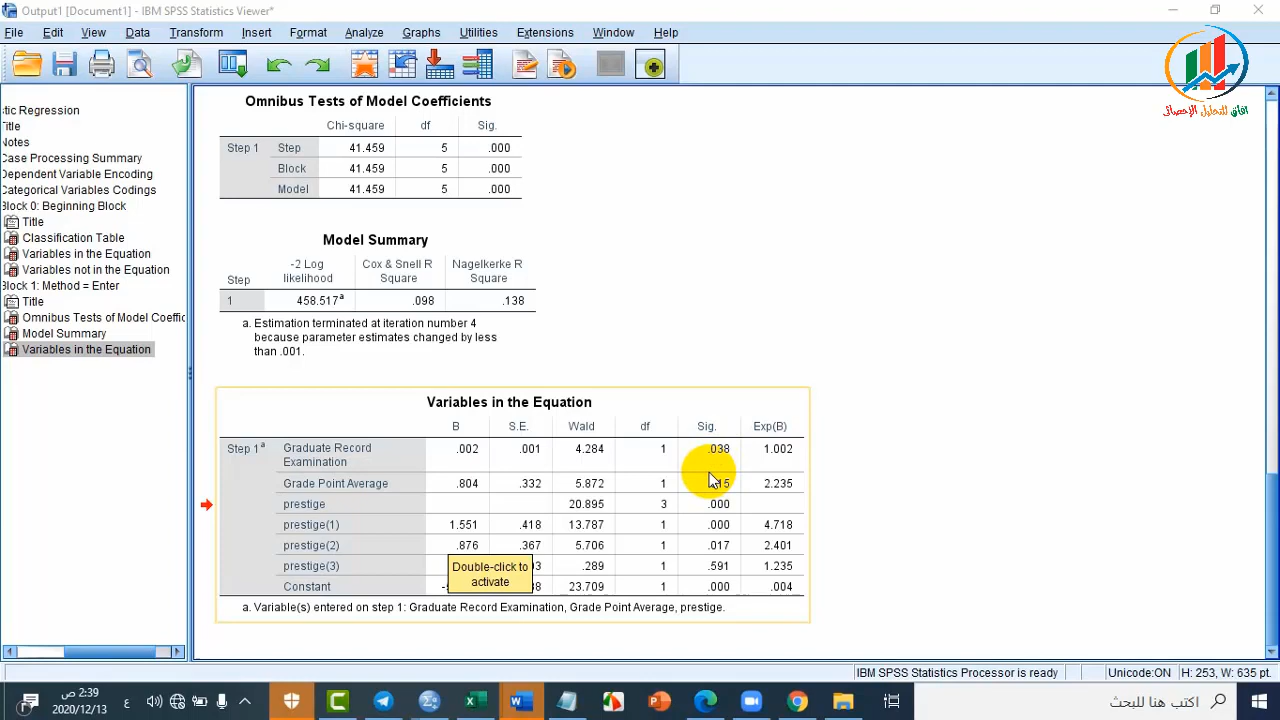 Output1 [Document1] - IBM SPSS Statistics Viewer*
File Edit View Data Transform Insert Format Analyze Graphs Utilities Extensions Window Help
افاق للتحليل الإحصائي
stic Regression
Title
Notes
Case Processing Summary
Dependent Variable Encoding
Categorical Variables Codings
Block 0: Beginning Block
Title
Classification Table
Variables in the Equation
Variables not in the Equation
Block 1: Method = Enter
Title
Omnibus Tests of Model Coeffic
Model Summary
Variables in the Equation
Omnibus Tests of Model Coefficients
Chi-square df Sig.
Step 1 Step 41.459 5 .000
Block 41.459 5 .000
Model 41.459 5 .000
Model Summary
Step -2 Log likelihood Cox & Snell R Square Nagelkerke R Square
1 458.517a .098 .138
a. Estimation terminated at iteration number 4
because parameter estimates changed by less
than .001.
Variables in the Equation
B S.E. Wald df Sig. Exp(B)
Step 1a Graduate Record Examination .002 .001 4.284 1 .038 1.002
Grade Point Average .804 .332 5.872 1 15 2.235
prestige 20.895 3 .000
prestige(1) 1.551 .418 13.787 1 .000 4.718
prestige(2) .876 .367 5.706 1 .017 2.401
prestige(3) .289 1 .591 1.235
Constant 23.709 1 .000 .004
Double-click to
activate
a. Variable(s) entered on step 1: Graduate Record Examination, Grade Point Average, prestige.
IBM SPSS Statistics Processor is ready Unicode:ON H: 253, W: 635 pt.
2:39 ص
2020/12/13
ع
اكتب هنا للبحث